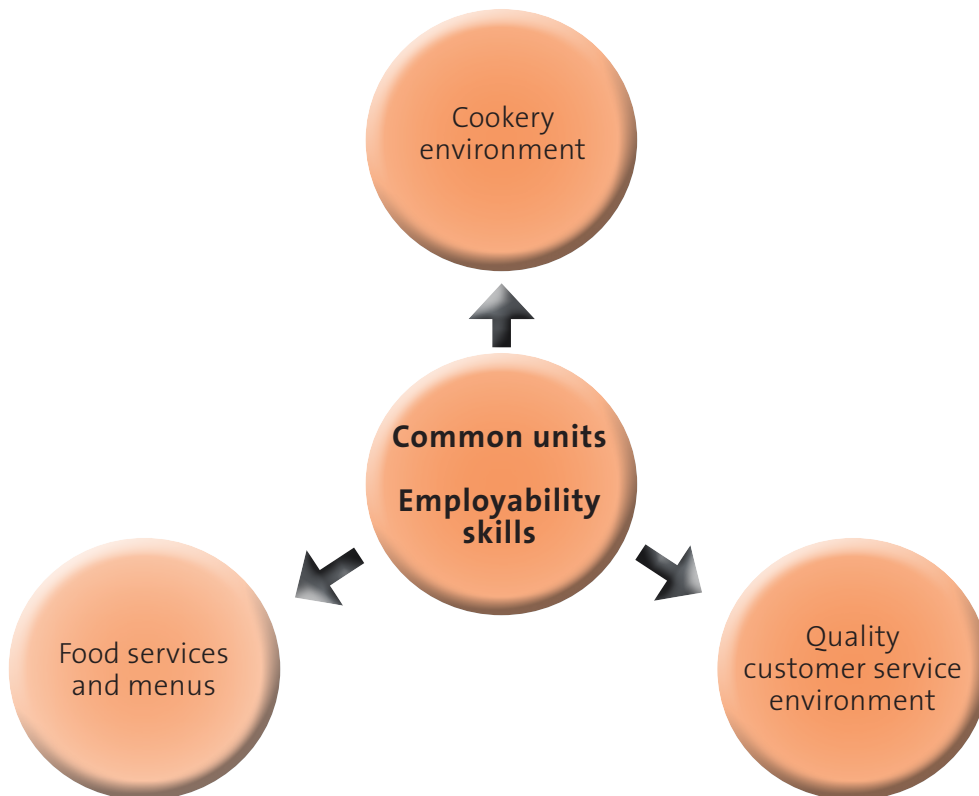 Cookery
environment
Common units
Employability
skills
Food services
and menus
Quality
customer service
environment